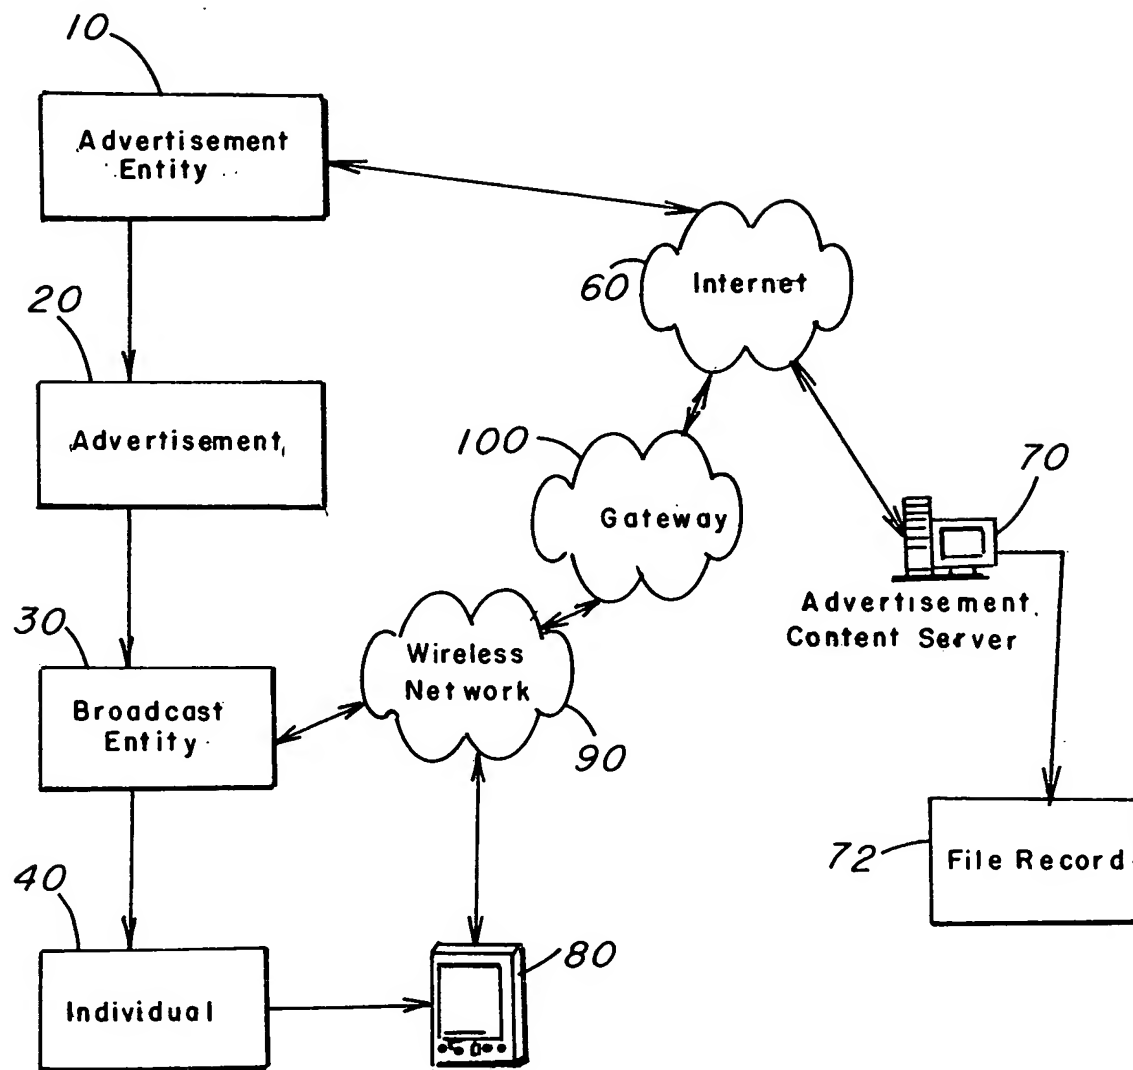 10
Advertisement
Entity
60
Internet
20
Advertisement
100
Gateway
70
Advertisement
Content Server
30
Broadcast
Entity
Wireless
Network
90
72
File Record
40
Individual
80